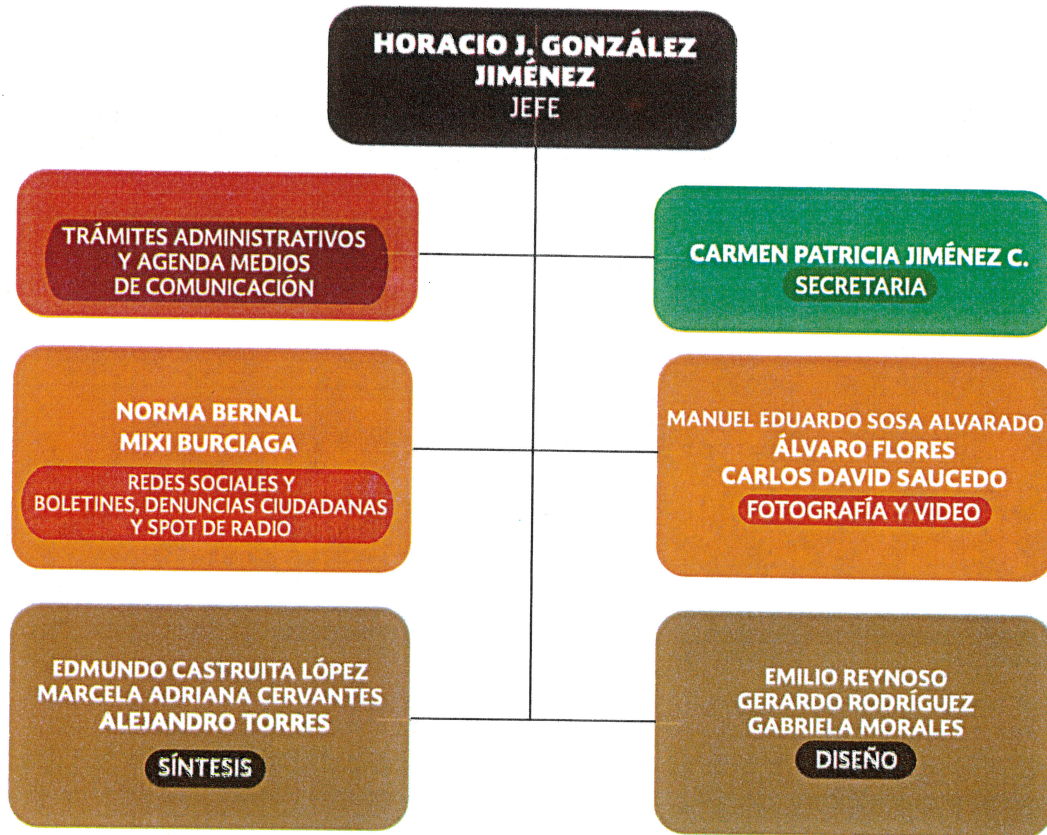 HORACIO J. GONZÁLEZ
JIMÉNEZ
JEFE
TRÁMITES ADMINISTRATIVOS
Y AGENDA MEDIOS
DE COMUNICACIÓN
CARMEN PATRICIA JIMÉNEZ C.
SECRETARIA
NORMA BERNAL
MIXI BURCIAGA
REDES SOCIALES Y
BOLETINES, DENUNCIAS CIUDADANAS
Y SPOT DE RADIO
MANUEL EDUARDO SOSA ALVARADO
ÁLVARO FLORES
CARLOS DAVID SAUCEDO
FOTOGRAFÍA Y VIDEO
EDMUNDO CASTRUITA LÓPEZ
MARCELA ADRIANA CERVANTES
ALEJANDRO TORRES
SÍNTESIS
EMILIO REYNOSO
GERARDO RODRÍGUEZ
GABRIELA MORALES
DISEÑO